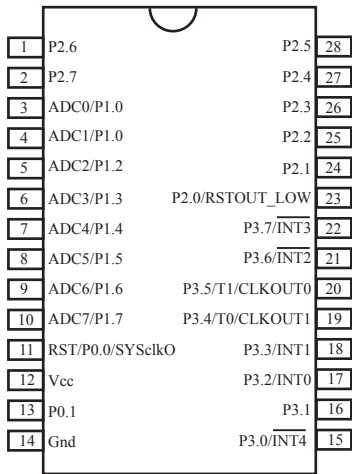 1 P2.6 P2.5 28
2 P2.7 P2.4 27
3 ADC0/P1.0 P2.3 26
4 ADC1/P1.0 P2.2 25
5 ADC2/P1.2 P2.1 24
6 ADC3/P1.3 P2.0/RSTOUT_LOW 23
7 ADC4/P1.4 P3.7/INT3 22
8 ADC5/P1.5 P3.6/INT2 21
9 ADC6/P1.6 P3.5/T1/CLKOUT0 20
10 ADC7/P1.7 P3.4/T0/CLKOUT1 19
11 RST/P0.0/SYSclkO P3.3/INT1 18
12 Vcc P3.2/INT0 17
13 P0.1 P3.1 16
14 Gnd P3.0/INT4 15